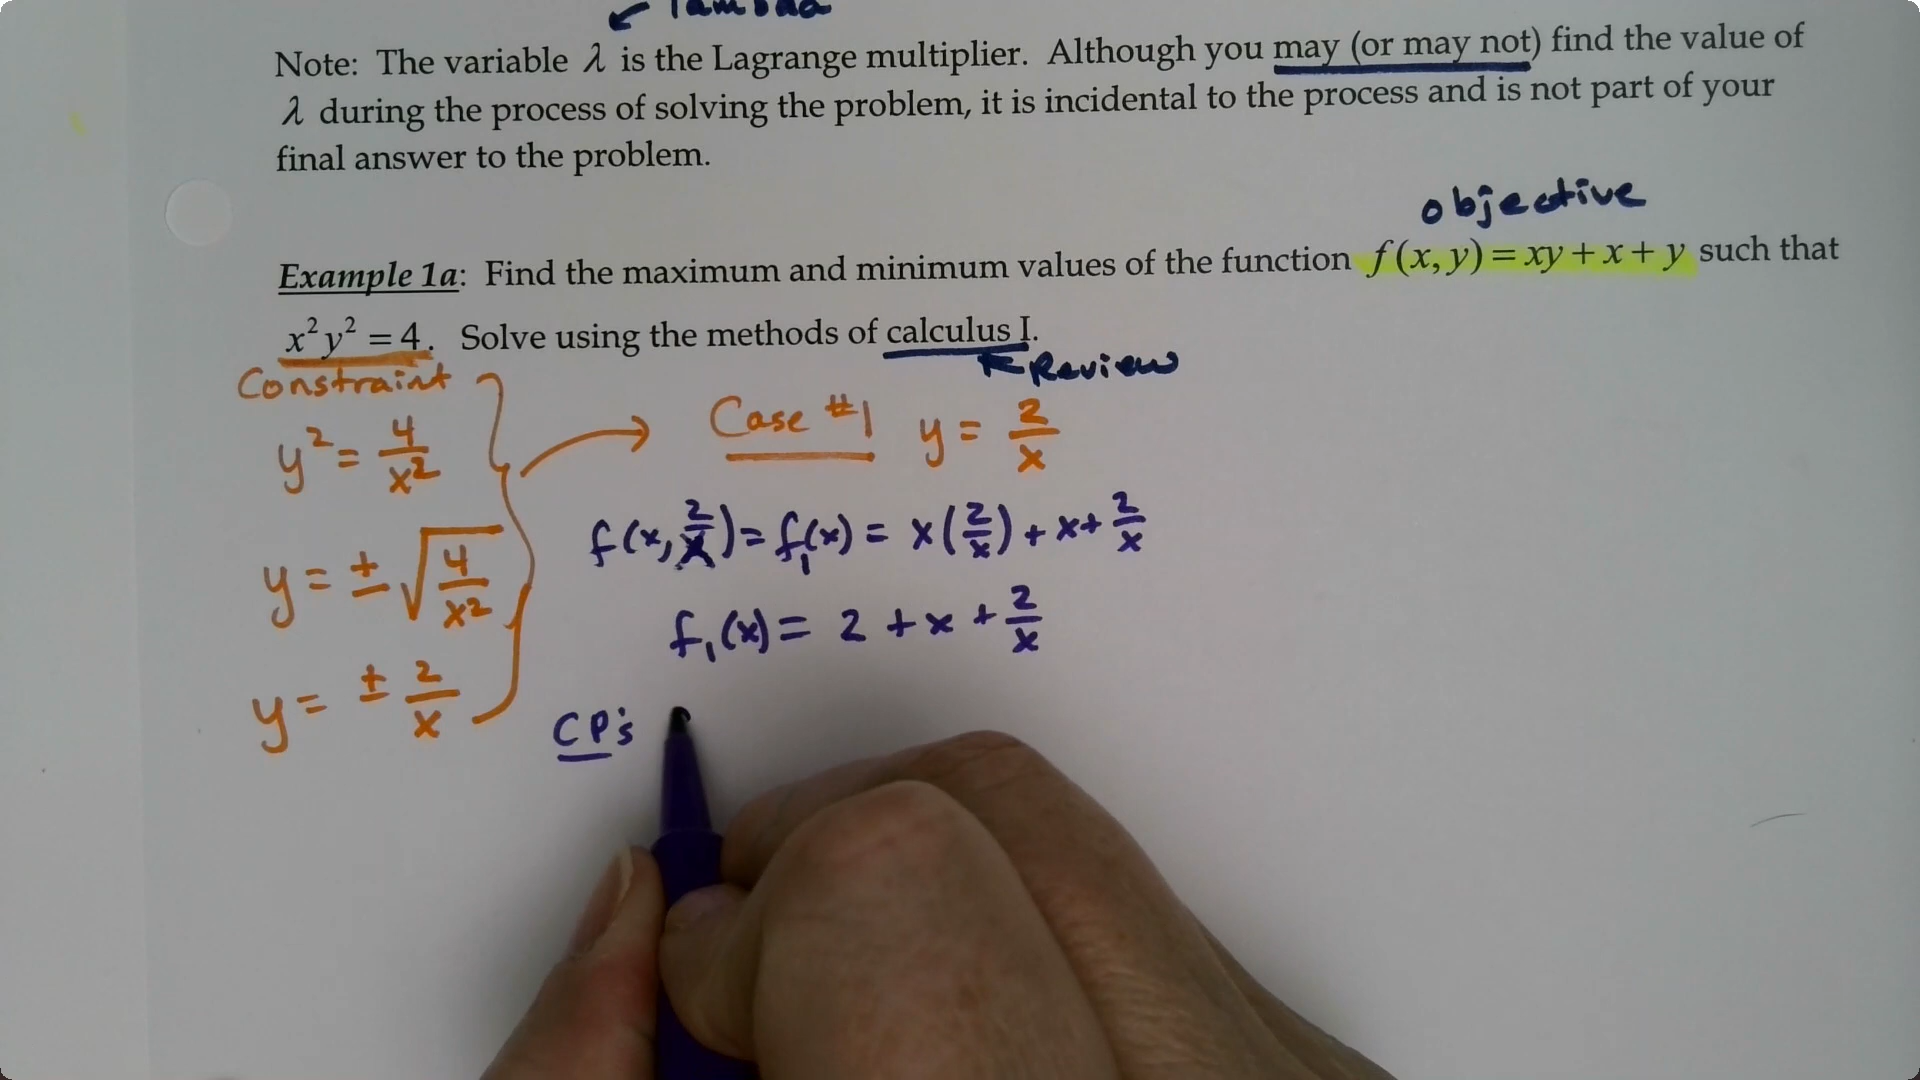 lambda
Note: The variable λ is the Lagrange multiplier. Although you may (or may not) find the value of
λ during the process of solving the problem, it is incidental to the process and is not part of your
final answer to the problem.
objective
Example 1a: Find the maximum and minimum values of the function f(x, y) = xy + x + y such that
x²y² = 4. Solve using the methods of calculus I.
Review
Constraint
y² = 4/x²
y = ± √(4/x²)
y = ± 2/x
Case #1 y = 2/x
f(x, 2/x) = f₁(x) = x(2/x) + x + 2/x
f₁(x) = 2 + x + 2/x
CP's